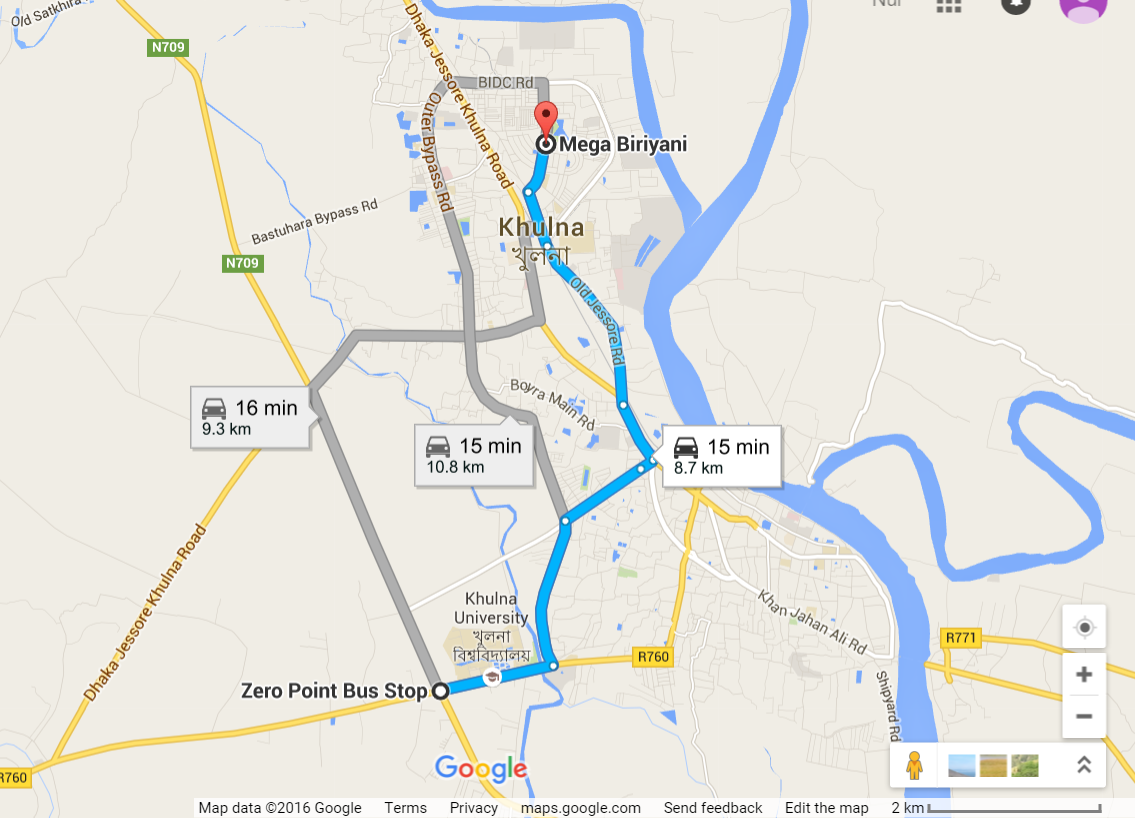 Old Satkhira
N709
Dhaka Jessore Khulna Road
BIDC Rd
Outer Bypass Rd
Mega Biriyani
Bastuhara Bypass Rd
Khulna
খুলনা
N709
Old Jessore Rd
Boyra Main Rd
16 min
9.3 km
15 min
10.8 km
15 min
8.7 km
Dhaka Jessore Khulna Road
Khulna
University
খুলনা
বিশ্ববিদ্যালয়
Khan Jahan Ali Rd
R771
R760
Zero Point Bus Stop
Shipyard Rd
R760
Google
Map data ©2016 Google Terms Privacy maps.google.com Send feedback Edit the map 2 km